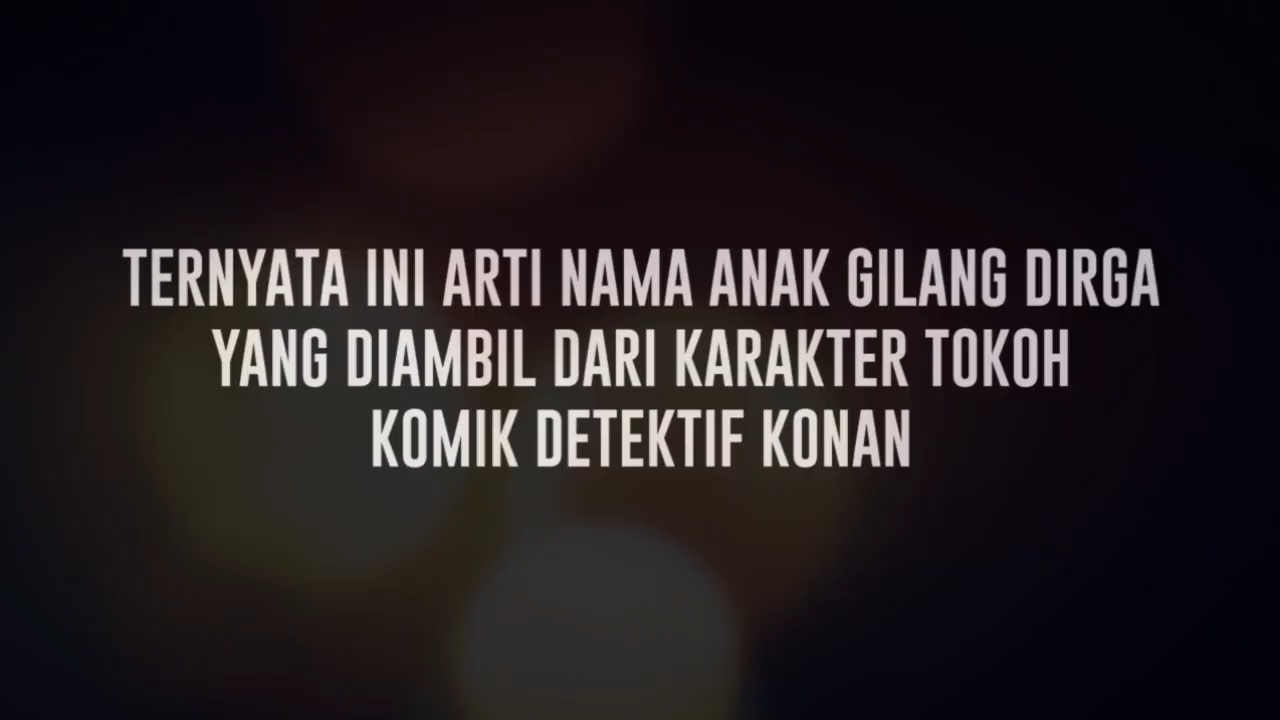 TERNYATA INI ARTI NAMA ANAK GILANG DIRGA
YANG DIAMBIL DARI KARAKTER TOKOH
KOMIK DETEKTIF KONAN